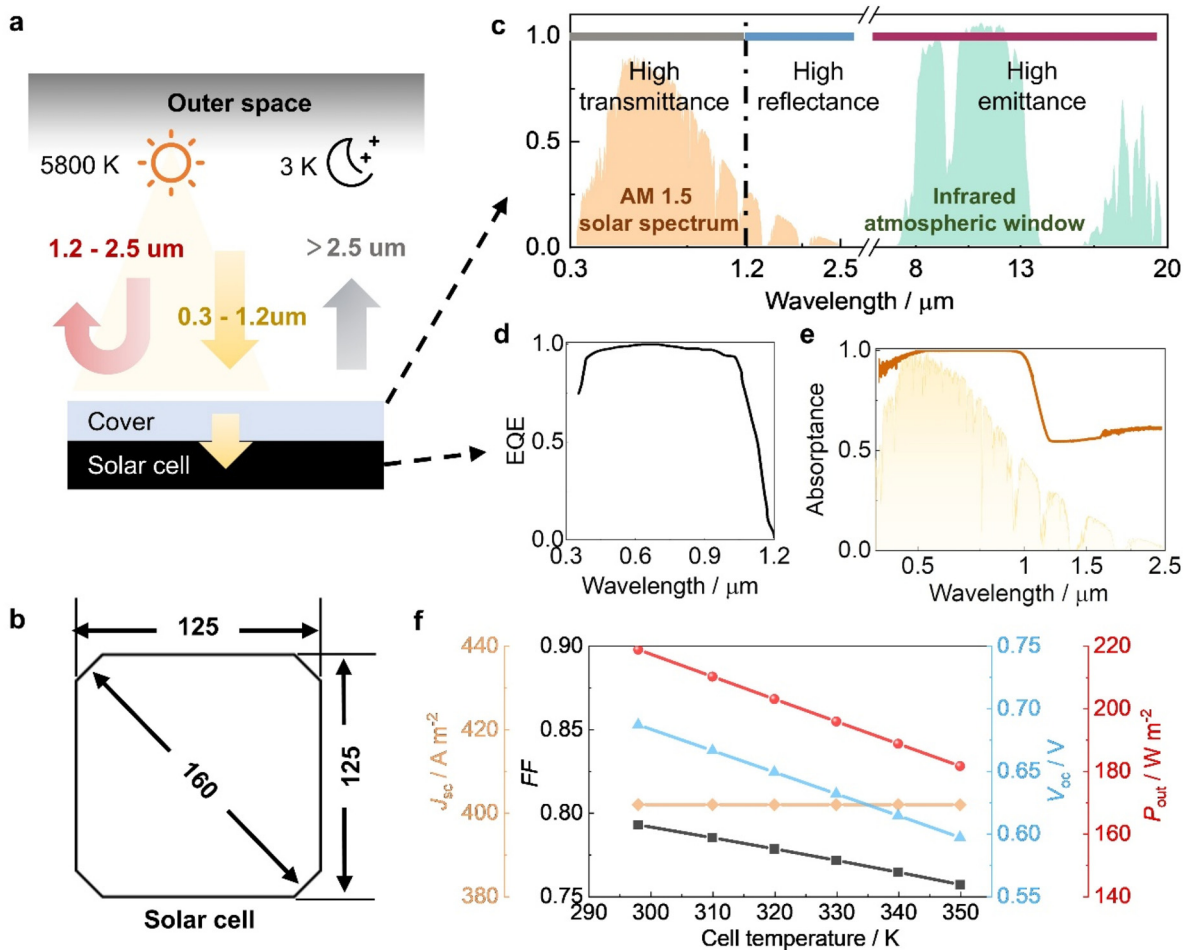 a
Outer space
5800 K
3 K
1.2 - 2.5 um
>2.5 um
0.3 - 1.2um
Cover
Solar cell
b
125
160
125
Solar cell
c
1.0
0.5
0.0
High
transmittance
High
reflectance
High
emittance
AM 1.5
solar spectrum
Infrared
atmospheric window
0.3 1.2 2.5 8 13 20
Wavelength / μm
d
1.0
0.5
0.0
EQE
0.3 0.6 0.9 1.2
Wavelength / μm
e
1.0
0.5
0.0
Absorptance
0.5 1 1.5 2.5
Wavelength / μm
f
440
420
400
380
Jsc / A m-2
0.90
0.85
0.80
0.75
FF
290 300 310 320 330 340 350
Cell temperature / K
0.75
0.70
0.65
0.60
0.55
Voc / V
220
200
180
160
140
Pout / W m-2